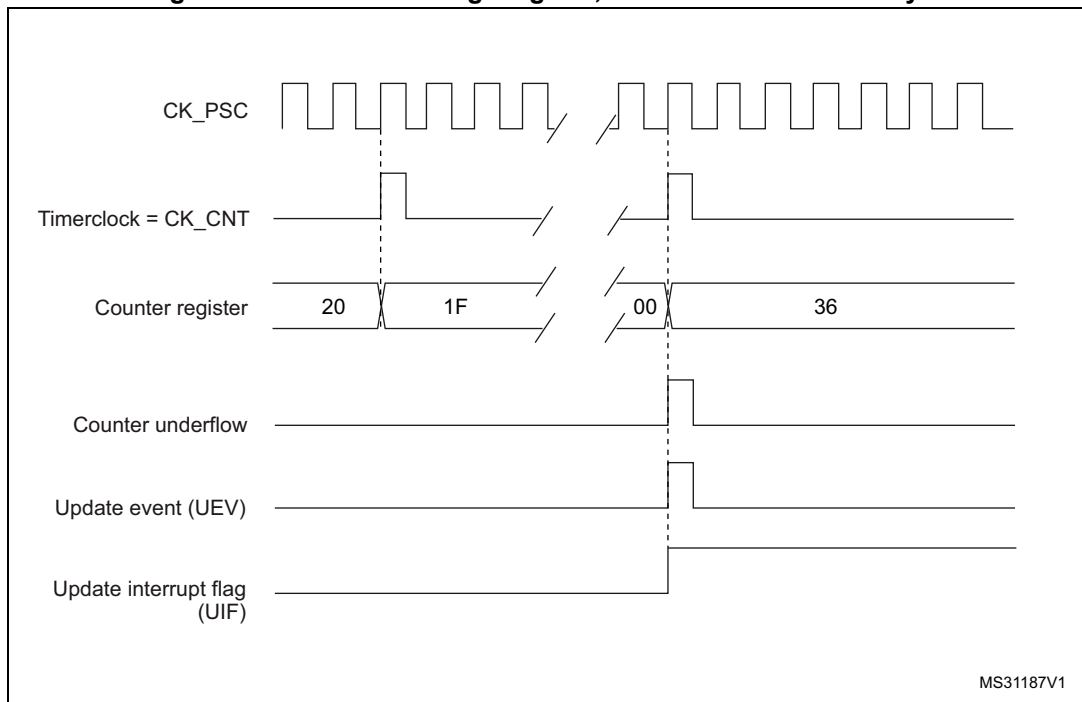 CK_PSC
Timerclock = CK_CNT
Counter register
20
1F
00
36
Counter underflow
Update event (UEV)
Update interrupt flag
(UIF)
MS31187V1